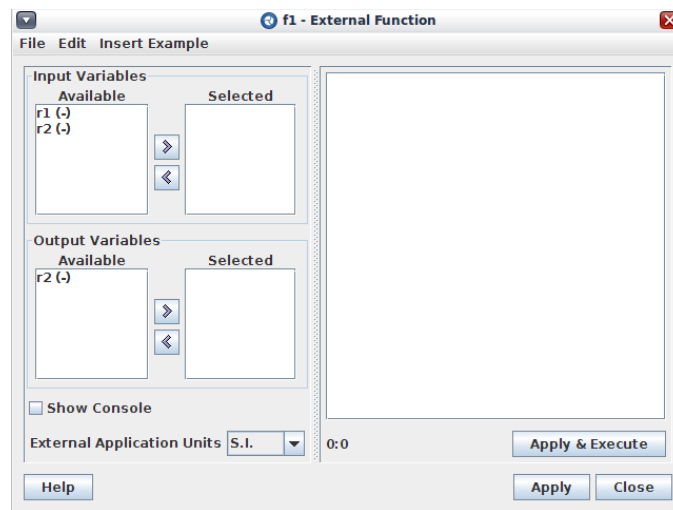 f1 - External Function
File Edit Insert Example
Input Variables
Available Selected
r1 (-)
r2 (-)
Output Variables
Available Selected
r2 (-)
Show Console
External Application Units S.I.
0:0 Apply & Execute
Help Apply Close